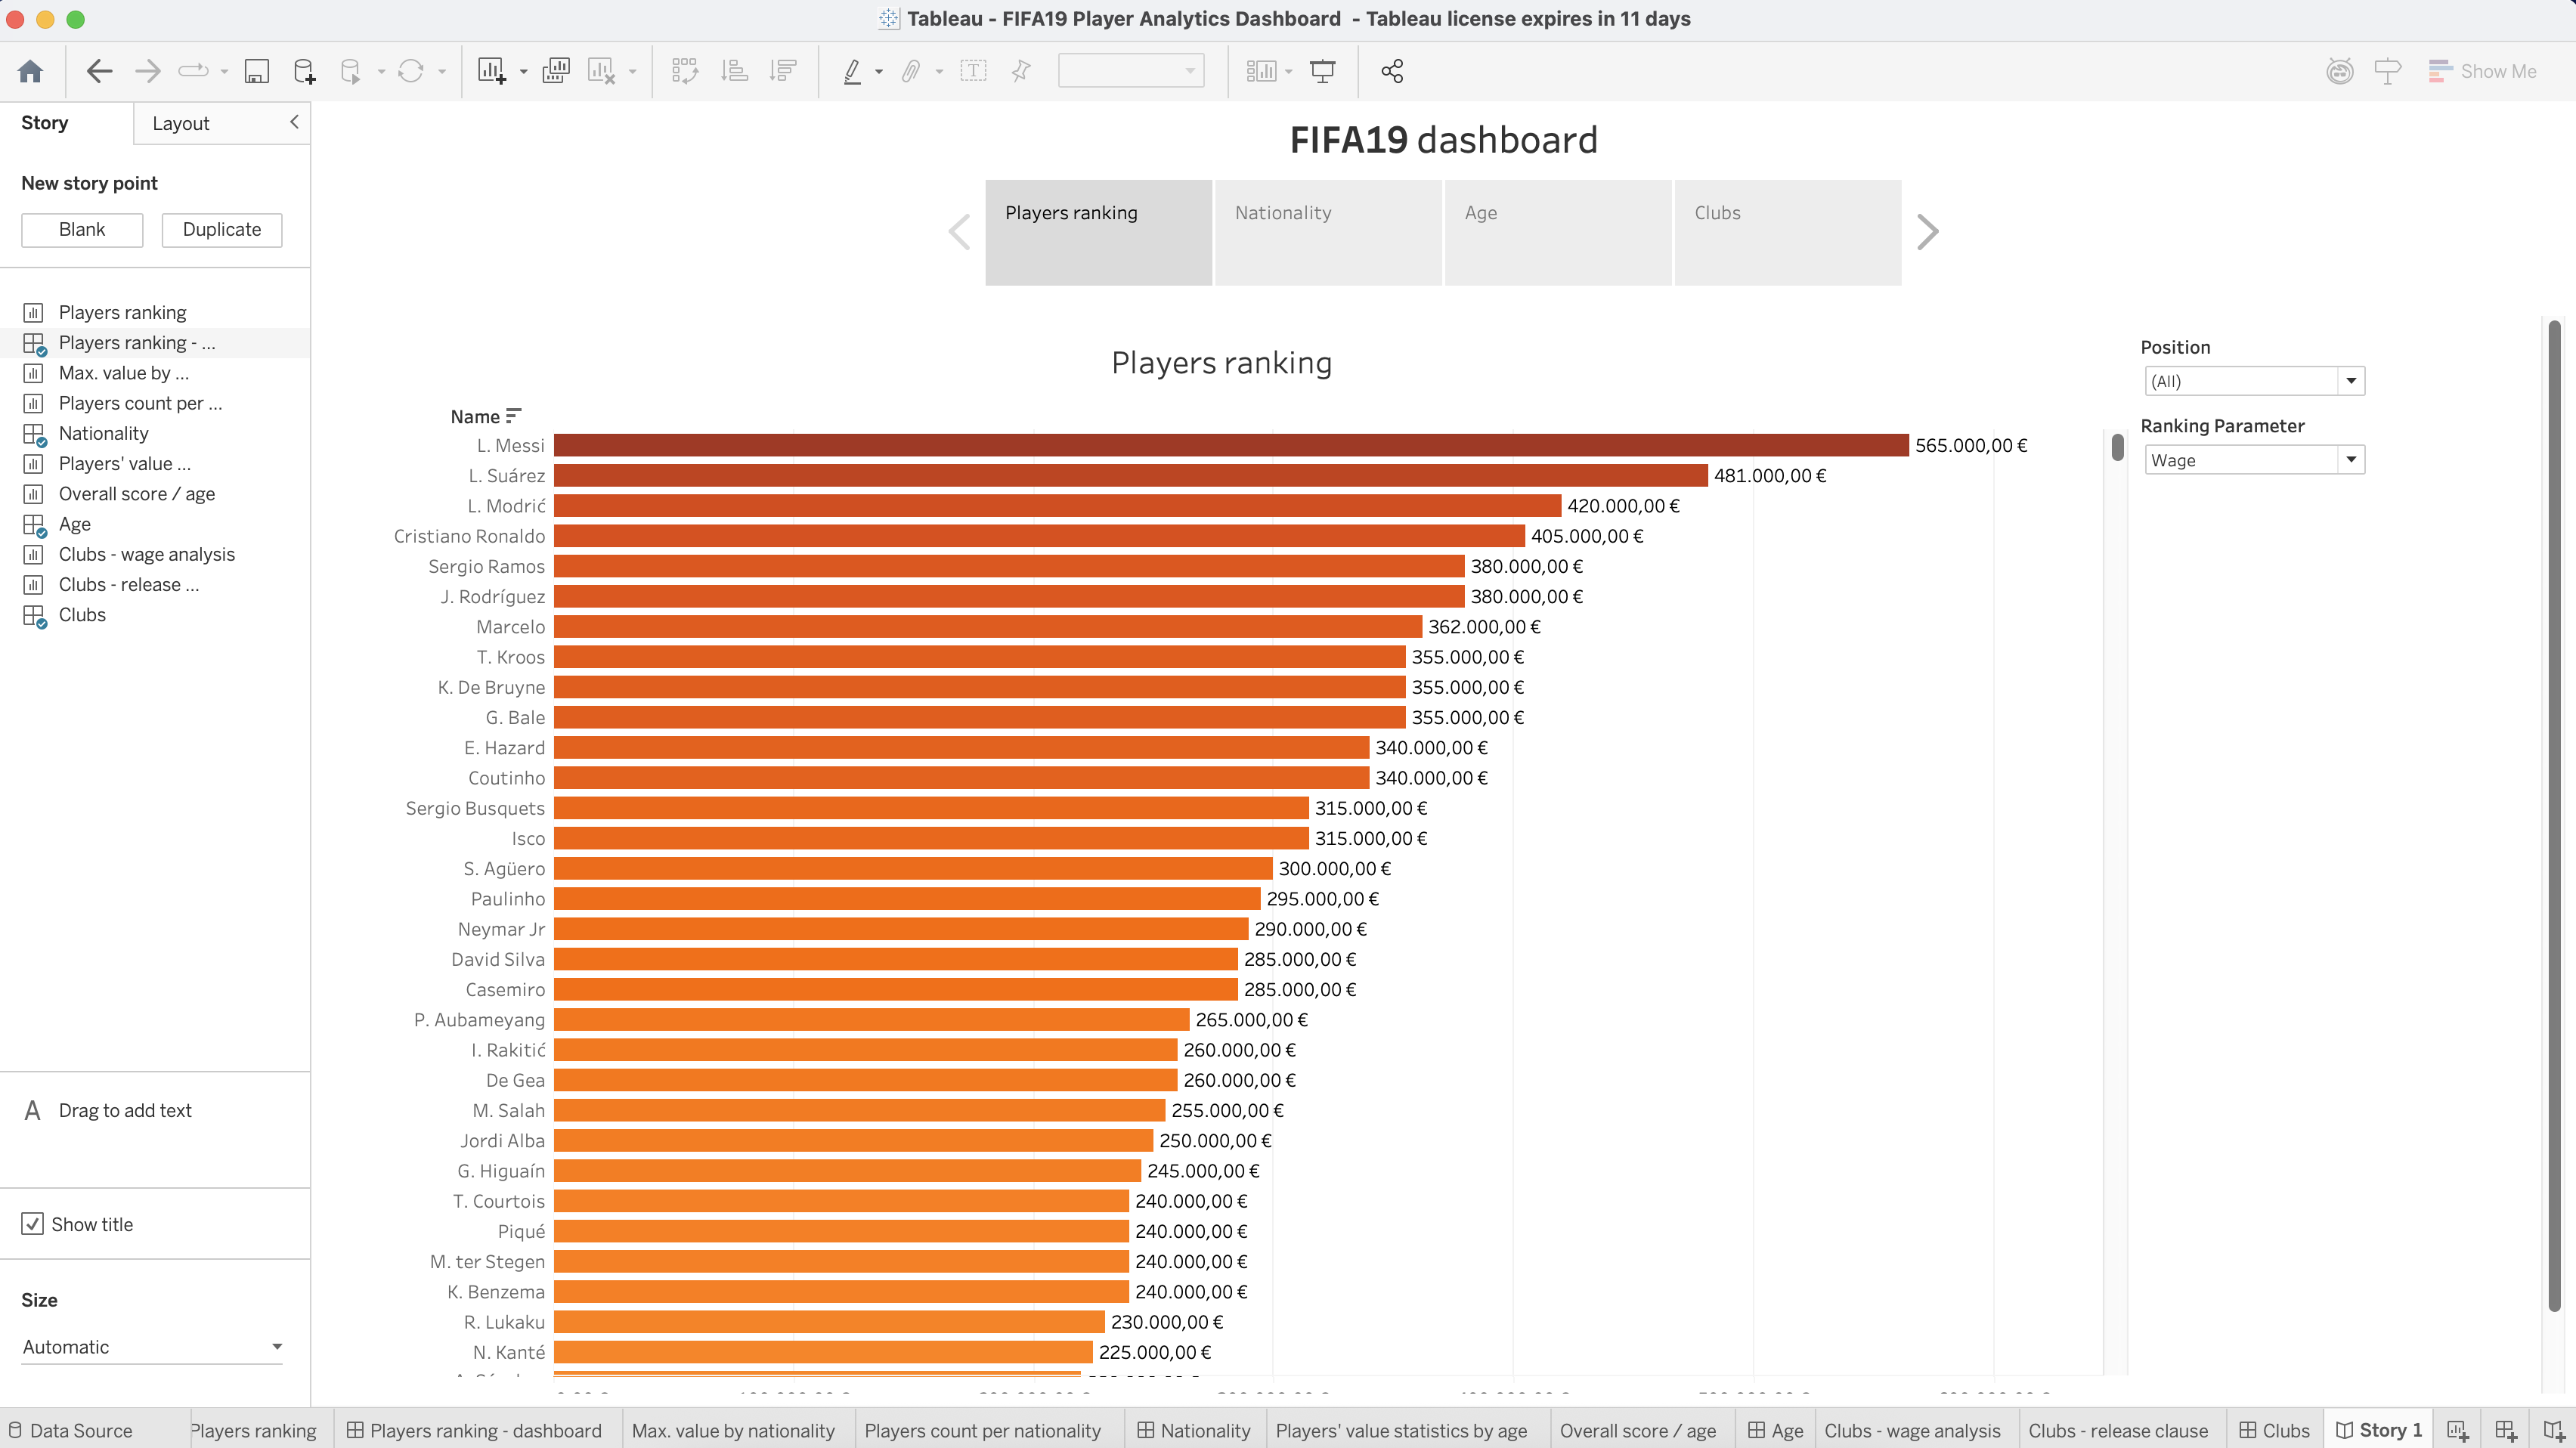 Tableau - FIFA19 Player Analytics Dashboard - Tableau license expires in 11 days
Show Me
Story
Layout
New story point
Blank
Duplicate
Players ranking
Players ranking - ...
Max. value by ...
Players count per ...
Nationality
Players' value ...
Overall score / age
Age
Clubs - wage analysis
Clubs - release ...
Clubs
A Drag to add text
Show title
Size
Automatic
FIFA19 dashboard
Players ranking
Nationality
Age
Clubs
Players ranking
Name
L. Messi 565.000,00 €
L. Suárez 481.000,00 €
L. Modrić 420.000,00 €
Cristiano Ronaldo 405.000,00 €
Sergio Ramos 380.000,00 €
J. Rodríguez 380.000,00 €
Marcelo 362.000,00 €
T. Kroos 355.000,00 €
K. De Bruyne 355.000,00 €
G. Bale 355.000,00 €
E. Hazard 340.000,00 €
Coutinho 340.000,00 €
Sergio Busquets 315.000,00 €
Isco 315.000,00 €
S. Agüero 300.000,00 €
Paulinho 295.000,00 €
Neymar Jr 290.000,00 €
David Silva 285.000,00 €
Casemiro 285.000,00 €
P. Aubameyang 265.000,00 €
I. Rakitić 260.000,00 €
De Gea 260.000,00 €
M. Salah 255.000,00 €
Jordi Alba 250.000,00 €
G. Higuaín 245.000,00 €
T. Courtois 240.000,00 €
Piqué 240.000,00 €
M. ter Stegen 240.000,00 €
K. Benzema 240.000,00 €
R. Lukaku 230.000,00 €
N. Kanté 225.000,00 €
Position
(All)
Ranking Parameter
Wage
Data Source
Players ranking
Players ranking - dashboard
Max. value by nationality
Players count per nationality
Nationality
Players' value statistics by age
Overall score / age
Age
Clubs - wage analysis
Clubs - release clause
Clubs
Story 1